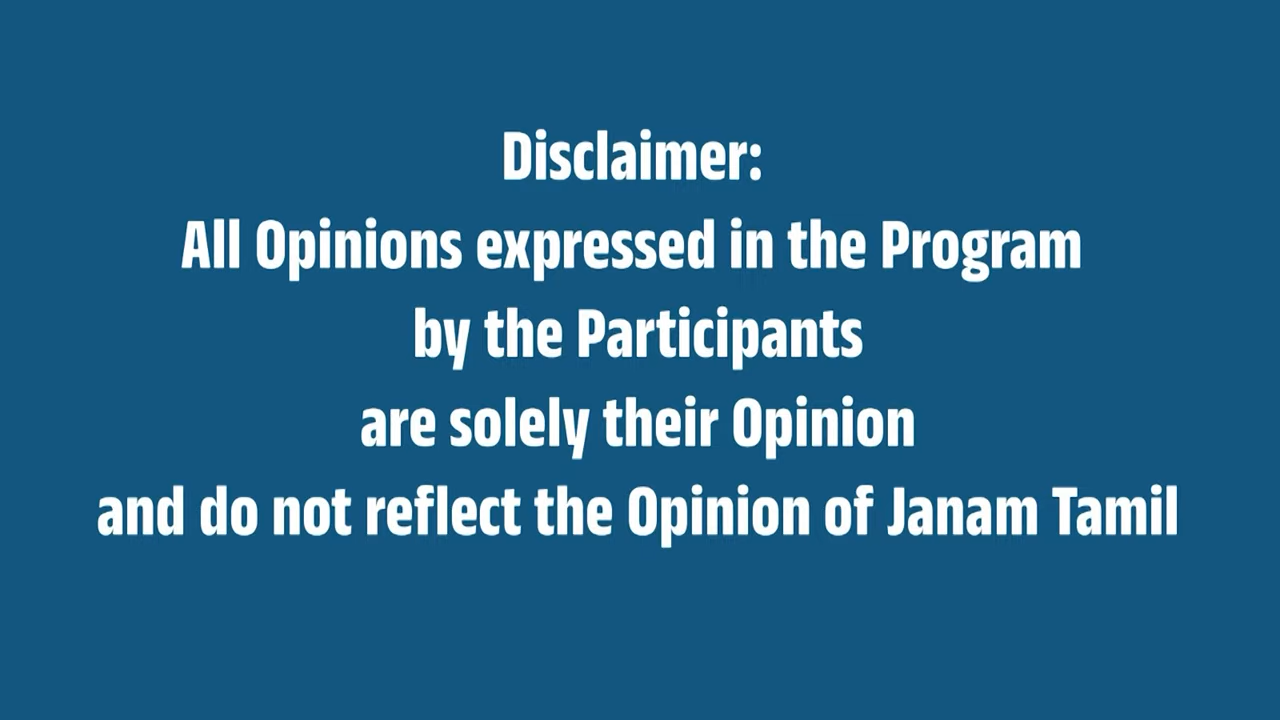 Disclaimer:
All Opinions expressed in the Program
by the Participants
are solely their Opinion
and do not reflect the Opinion of Janam Tamil